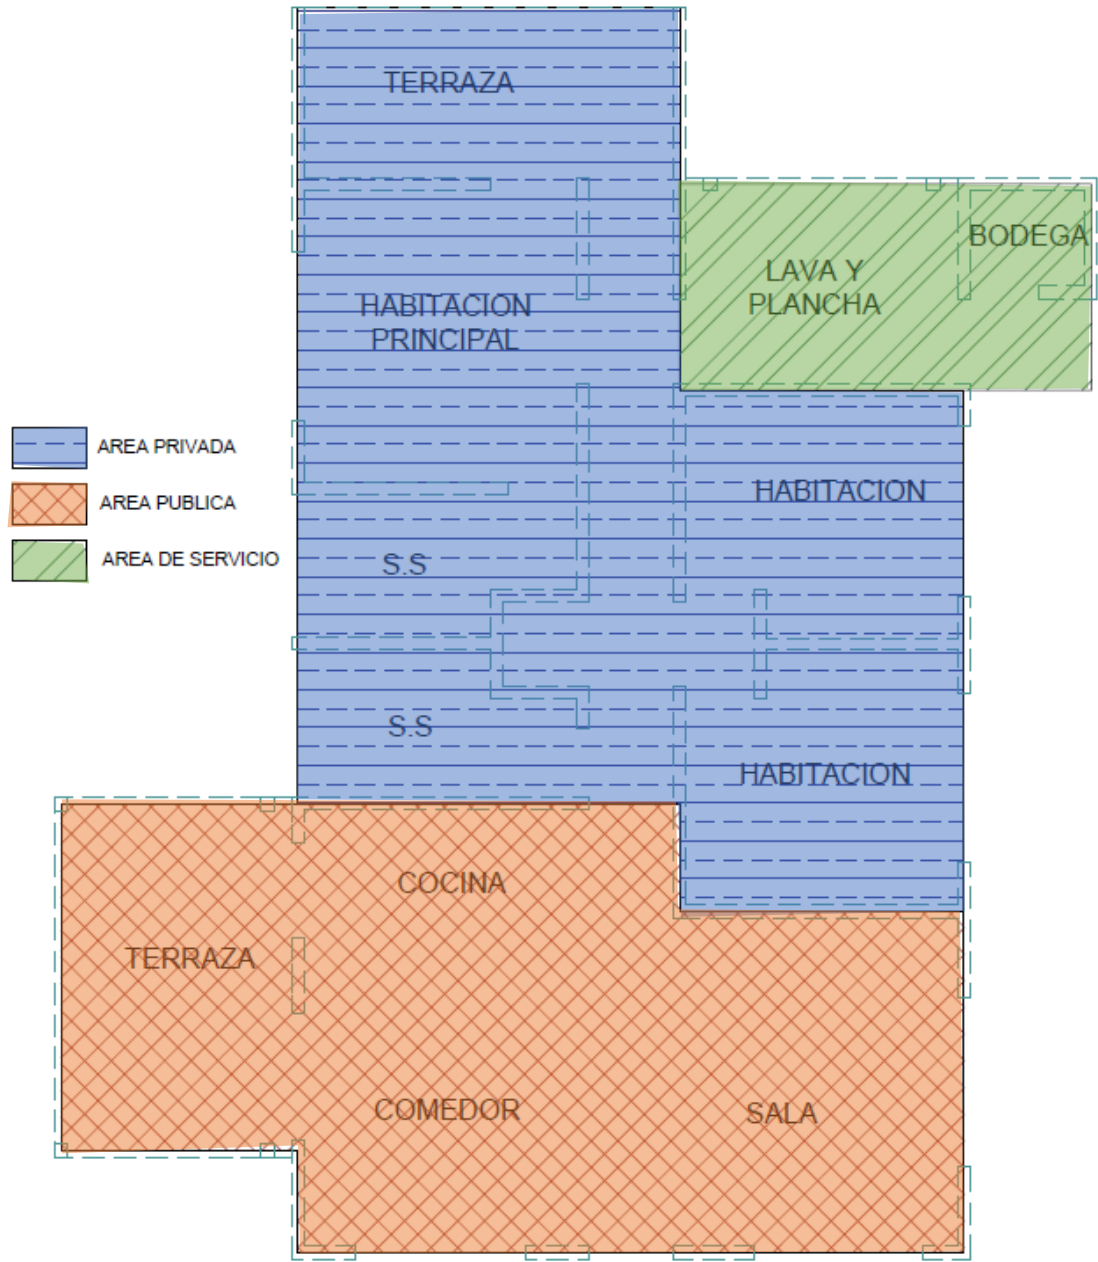 TERRAZA
BODEGA
LAVA Y
PLANCHA
HABITACION
PRINCIPAL
AREA PRIVADA
AREA PUBLICA
AREA DE SERVICIO
HABITACION
S.S
S.S
HABITACION
COCINA
TERRAZA
COMEDOR
SALA